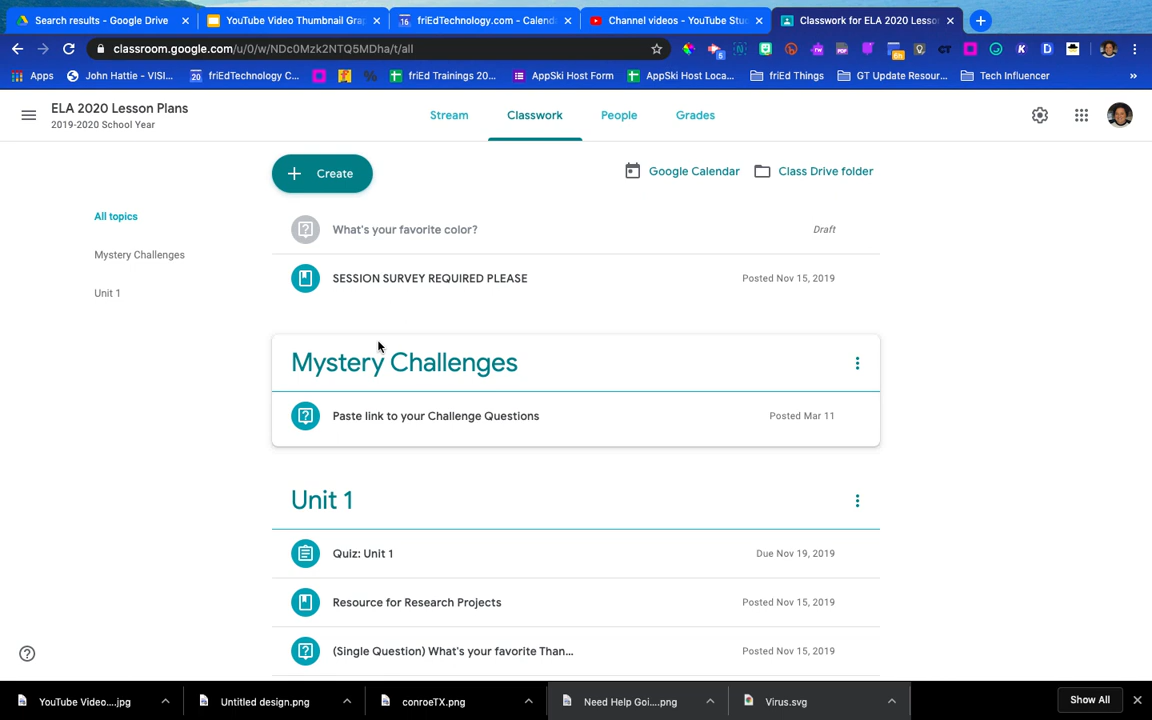 Search results - Google Drive
YouTube Video Thumbnail Gra
friEdTechnology.com - Calend
Channel videos - YouTube Stud
Classwork for ELA 2020 Lesso
classroom.google.com/u/0/w/NDc0Mzk2NTQ5MDha/t/all
Apps
John Hattie - VISI...
friEdTechnology C...
friEd Trainings 20...
AppSki Host Form
AppSki Host Loca...
friEd Things
GT Update Resour...
Tech Influencer
ELA 2020 Lesson Plans
2019-2020 School Year
Stream
Classwork
People
Grades
Create
Google Calendar
Class Drive folder
All topics
Mystery Challenges
Unit 1
What's your favorite color?
Draft
SESSION SURVEY REQUIRED PLEASE
Posted Nov 15, 2019
Mystery Challenges
Paste link to your Challenge Questions
Posted Mar 11
Unit 1
Quiz: Unit 1
Due Nov 19, 2019
Resource for Research Projects
Posted Nov 15, 2019
(Single Question) What's your favorite Than...
Posted Nov 15, 2019
YouTube Video....jpg
Untitled design.png
conroeTX.png
Need Help Goi....png
Virus.svg
Show All